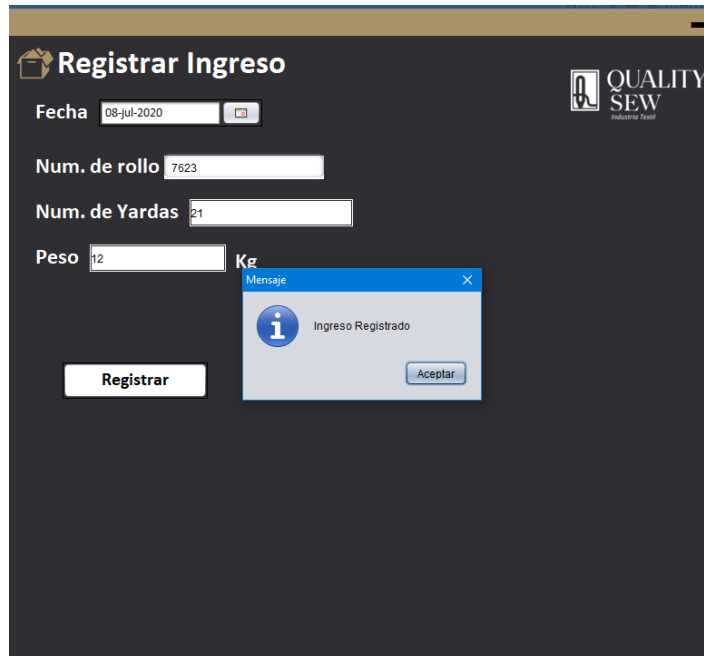 Registrar Ingreso
QUALITY
SEW
Industria Textil
Fecha 08-jul-2020
Num. de rollo 7623
Num. de Yardas 21
Peso 12 Kg
Mensaje
Ingreso Registrado
Aceptar
Registrar